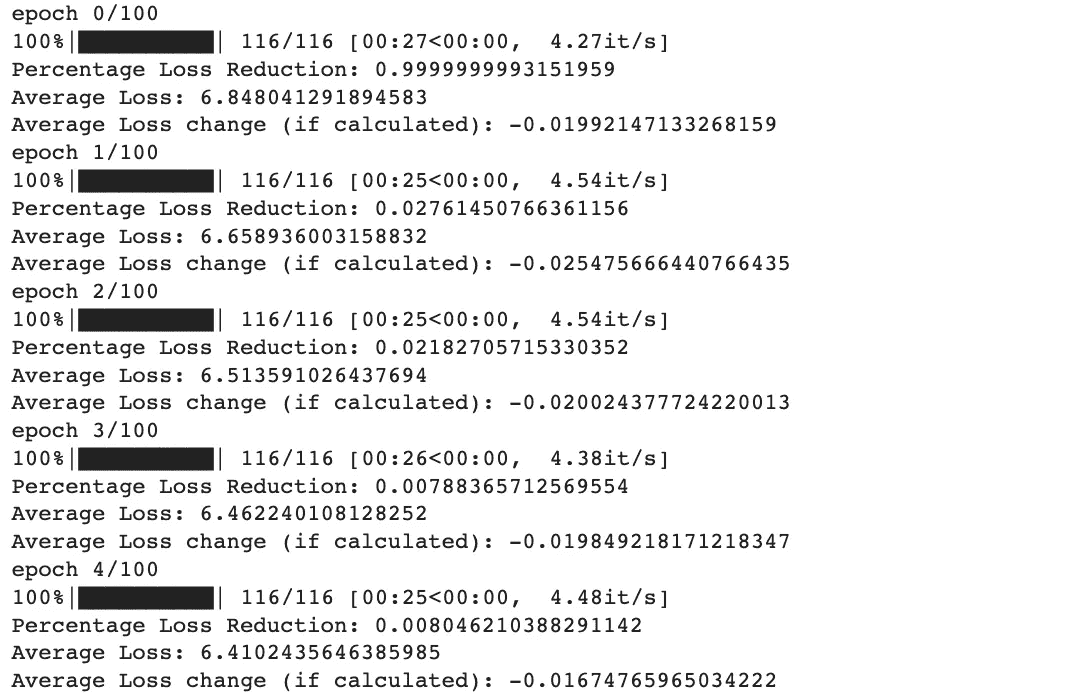 epoch 0/100
100%|██████████| 116/116 [00:27<00:00,  4.27it/s]
Percentage Loss Reduction: 0.9999999993151959
Average Loss: 6.848041291894583
Average Loss change (if calculated): -0.01992147133268159
epoch 1/100
100%|██████████| 116/116 [00:25<00:00,  4.54it/s]
Percentage Loss Reduction: 0.02761450766361156
Average Loss: 6.658936003158832
Average Loss change (if calculated): -0.025475666440766435
epoch 2/100
100%|██████████| 116/116 [00:25<00:00,  4.54it/s]
Percentage Loss Reduction: 0.02182705715330352
Average Loss: 6.513591026437694
Average Loss change (if calculated): -0.020024377724220013
epoch 3/100
100%|██████████| 116/116 [00:26<00:00,  4.38it/s]
Percentage Loss Reduction: 0.00788365712569554
Average Loss: 6.462240108128252
Average Loss change (if calculated): -0.019849218171218347
epoch 4/100
100%|██████████| 116/116 [00:25<00:00,  4.48it/s]
Percentage Loss Reduction: 0.008046210388291142
Average Loss: 6.4102435646385985
Average Loss change (if calculated): -0.01674765965034222